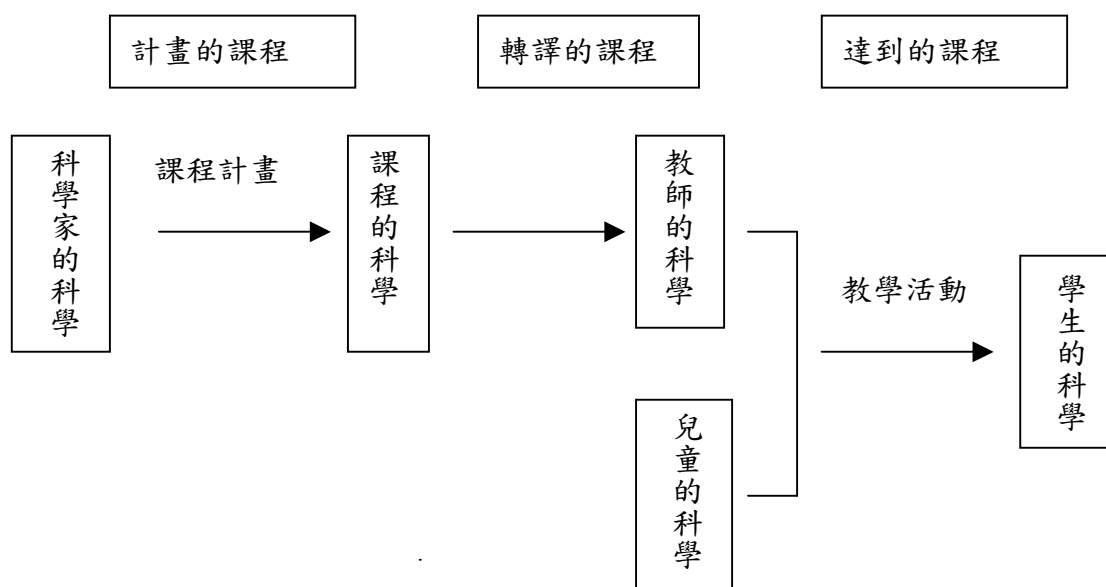 計畫的課程
轉譯的課程
達到的課程
科學家的科學
課程計畫
課程的科學
教師的科學
教學活動
學生的科學
兒童的科學